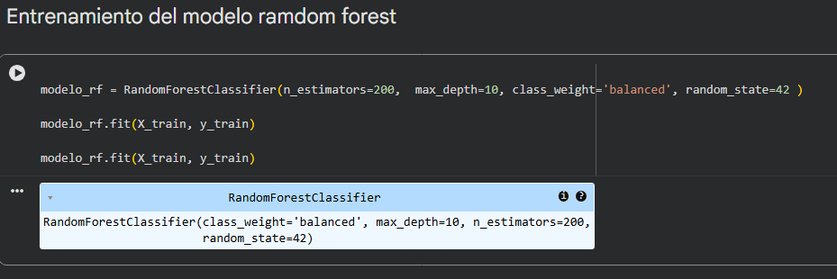 Entrenamiento del modelo ramdom forest
modelo_rf = RandomForestClassifier(n_estimators=200,  max_depth=10, class_weight='balanced', random_state=42 )
modelo_rf.fit(X_train, y_train)
modelo_rf.fit(X_train, y_train)
RandomForestClassifier
RandomForestClassifier(class_weight='balanced', max_depth=10, n_estimators=200,
random_state=42)